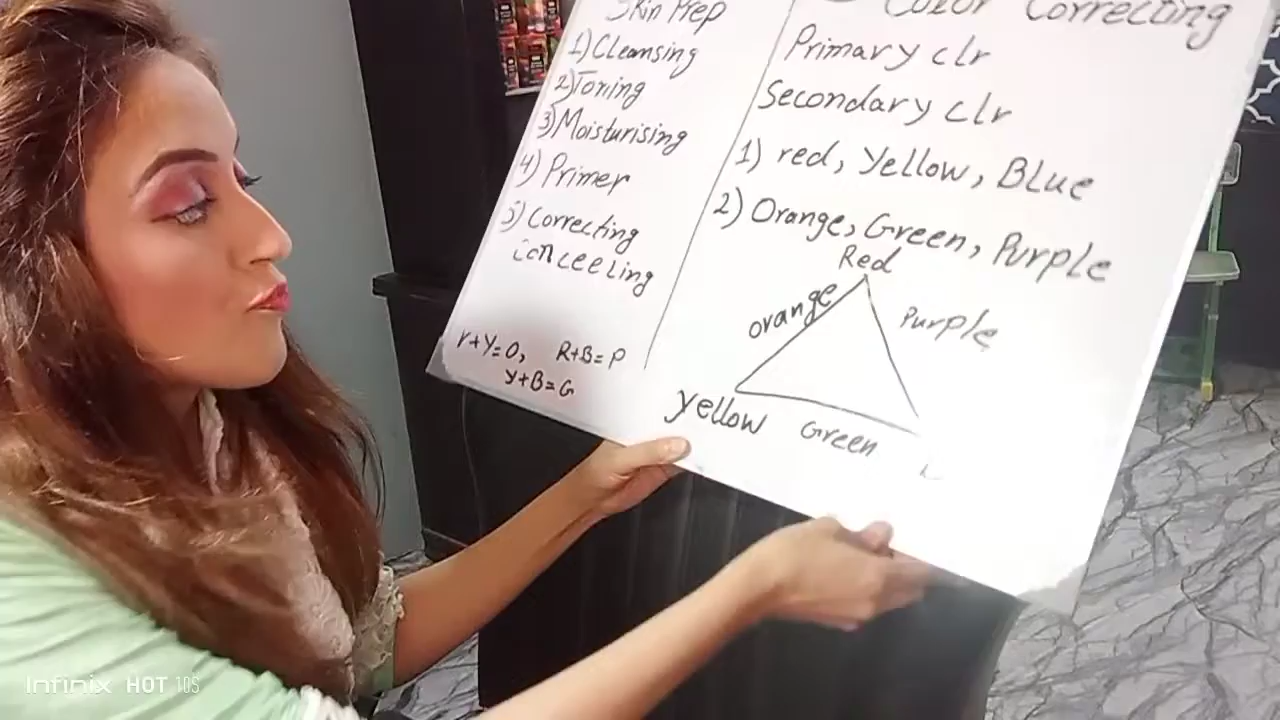 Skin Prep
1) Cleansing
2) Toning
3) Moisturising
4) Primer
5) Correcting
Conceeling
r+Y=O, R+B=P
Y+B=G
Color Correcting
Primary clr
Secondary clr
1) red, Yellow, Blue
2) Orange, Green, Purple
Red
orange
Purple
yellow
Green
Infinix HOT 10S